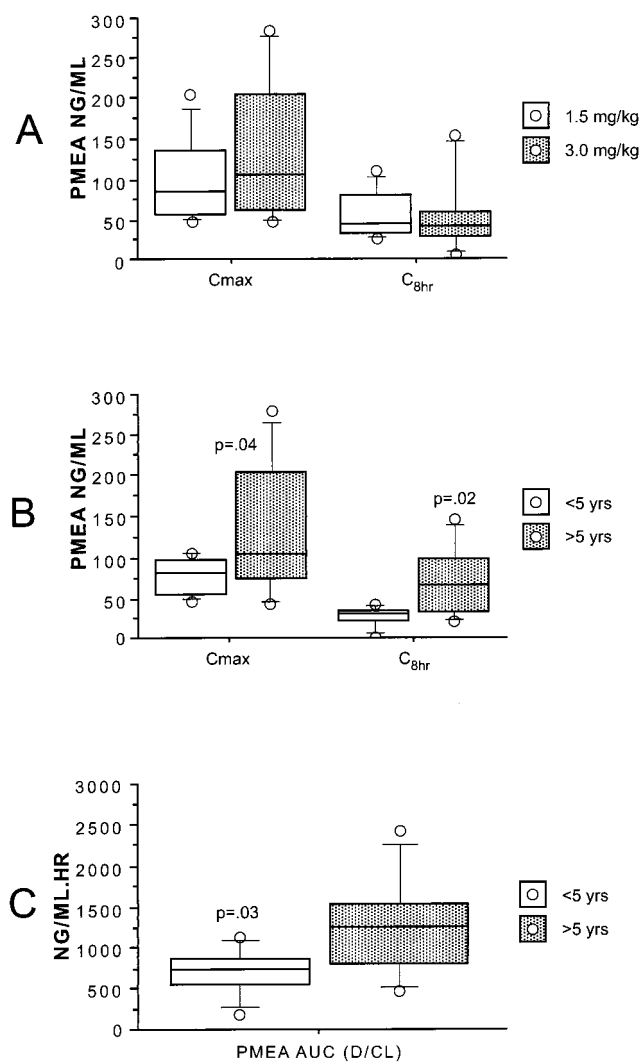 A
PMEA NG/ML
300
250
200
150
100
50
0
Cmax
C8hr
1.5 mg/kg
3.0 mg/kg
B
PMEA NG/ML
300
250
200
150
100
50
0
p=.04
p=.02
Cmax
C8hr
<5 yrs
>5 yrs
C
NG/ML.HR
3000
2500
2000
1500
1000
500
0
p=.03
PMEA AUC (D/CL)
<5 yrs
>5 yrs